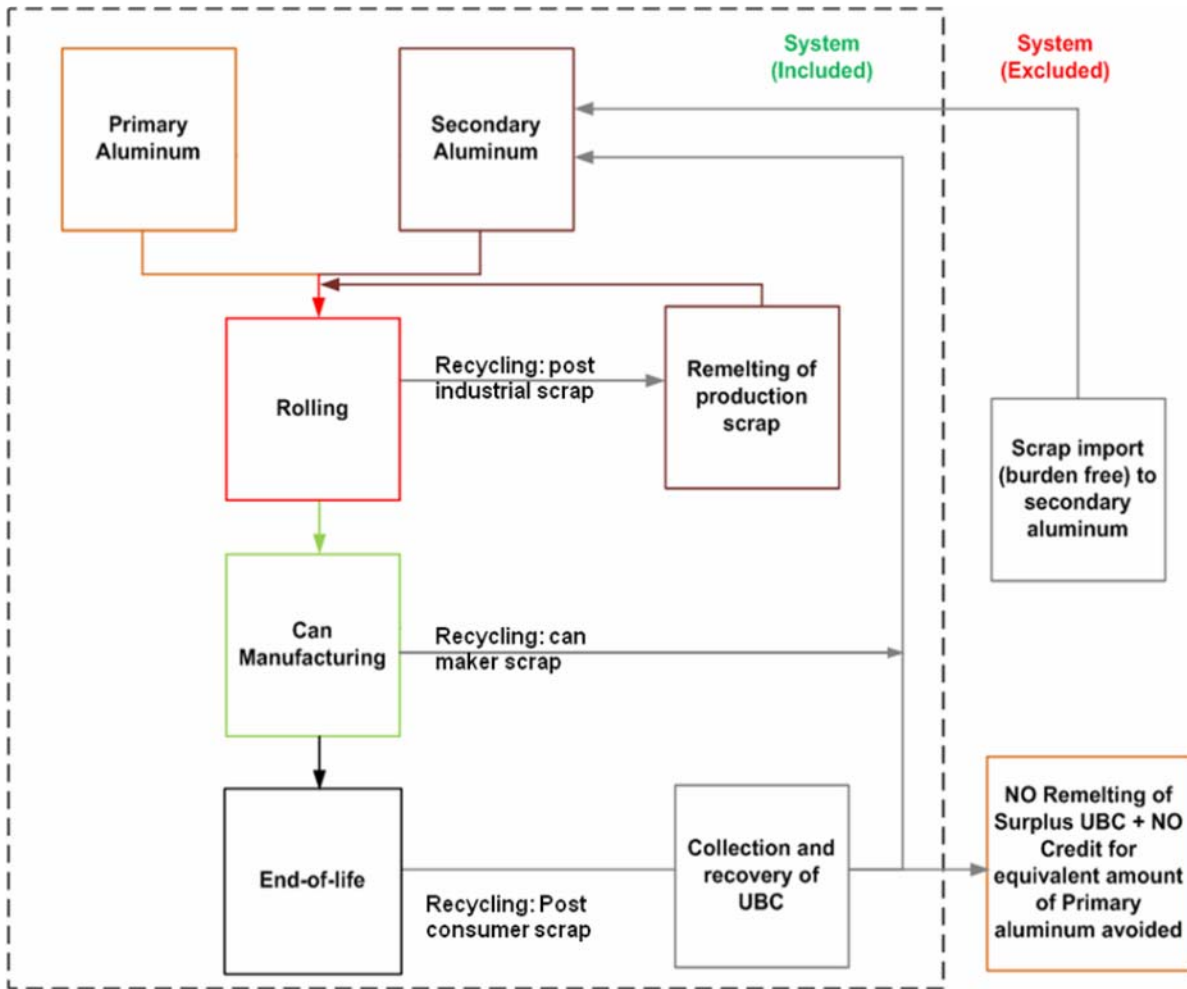 System
(Included)
System
(Excluded)
Primary
Aluminum
Secondary
Aluminum
Rolling
Recycling: post
industrial scrap
Remelting of
production
scrap
Scrap import
(burden free) to
secondary
aluminum
Can
Manufacturing
Recycling: can
maker scrap
End-of-life
Recycling: Post
consumer scrap
Collection and
recovery of
UBC
NO Remelting of
Surplus UBC + NO
Credit for
equivalent amount
of Primary
aluminum avoided